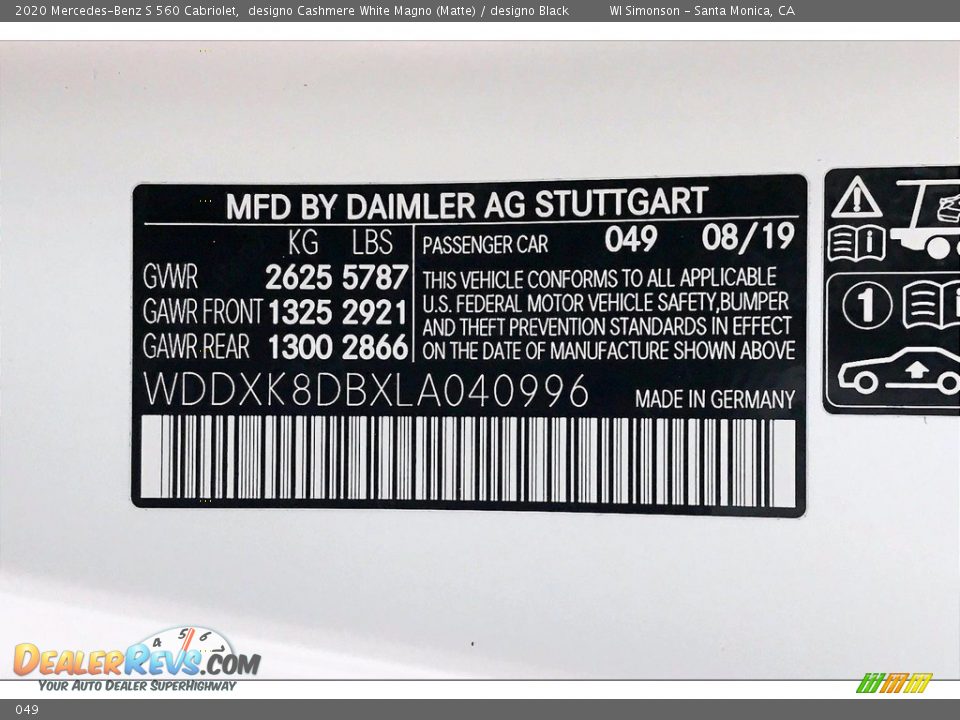 2020 Mercedes-Benz S 560 Cabriolet, designo Cashmere White Magno (Matte) / designo Black WI Simonson - Santa Monica, CA
MFD BY DAIMLER AG STUTTGART
KG LBS
GVWR 2625 5787
GAWR FRONT 1325 2921
GAWR REAR 1300 2866
PASSENGER CAR 049 08/19
THIS VEHICLE CONFORMS TO ALL APPLICABLE
U.S. FEDERAL MOTOR VEHICLE SAFETY,BUMPER
AND THEFT PREVENTION STANDARDS IN EFFECT
ON THE DATE OF MANUFACTURE SHOWN ABOVE
WDDXK8DBXLA040996 MADE IN GERMANY
! 
i
1
i
4 5 6 7
DEALERREVS.COM
YOUR AUTO DEALER SUPERHIGHWAY
049